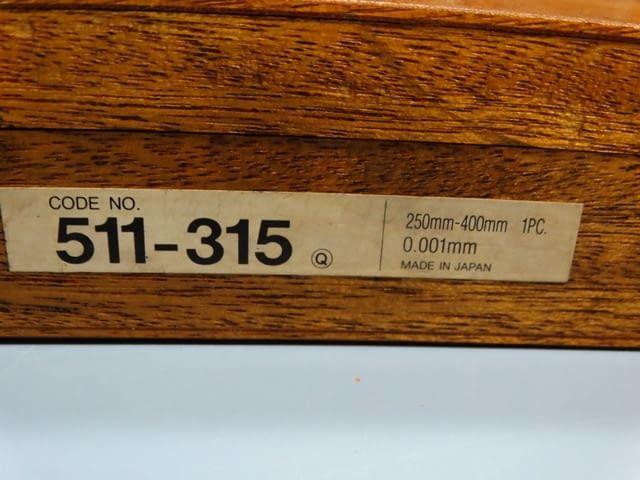 CODE NO.
511-315 Q
250mm-400mm 1PC.
0.001mm
MADE IN JAPAN